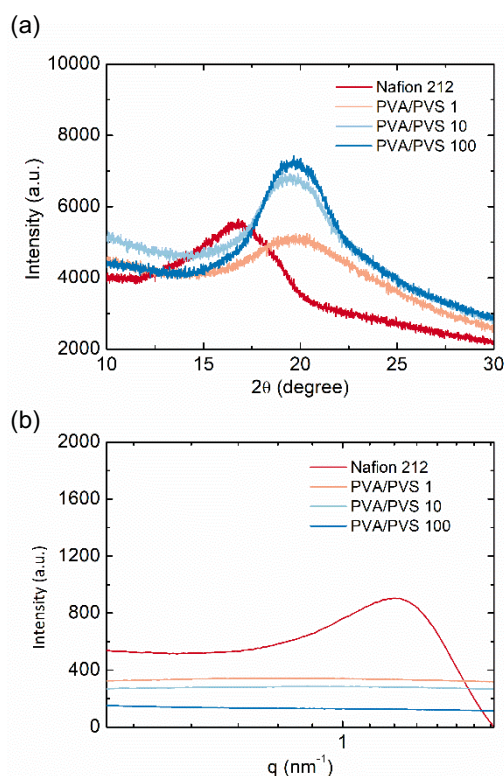 (a)
10000
8000
6000
4000
2000
Intensity (a.u.)
Nafion 212
PVA/PVS 1
PVA/PVS 10
PVA/PVS 100
10 15 20 25 30
2θ (degree)
(b)
2000
1600
1200
800
400
0
Intensity (a.u.)
Nafion 212
PVA/PVS 1
PVA/PVS 10
PVA/PVS 100
1
q (nm⁻¹)